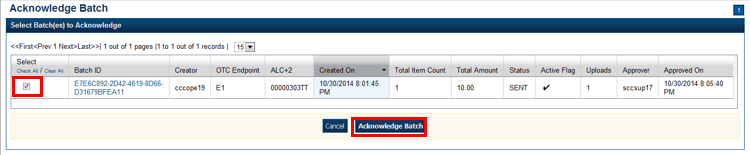 Acknowledge Batch
1
Select Batch(es) to Acknowledge
<<First<Prev 1 Next>Last>>| 1 out of 1 pages |1 to 1 out of 1 records | 15
Select
Check All / Clear All Batch ID Creator OTC Endpoint ALC+2 Created On Total Item Count Total Amount Status Active Flag Uploads Approver Approved On
E7E6C892-2D42-4619-8D66- cccope19 E1 00000303TT 10/30/2014 8:01:45 1 10.00 SENT ✔ 1 sccsup17 10/30/2014 8:05:40
D31679BFEA11 PM PM
Cancel Acknowledge Batch